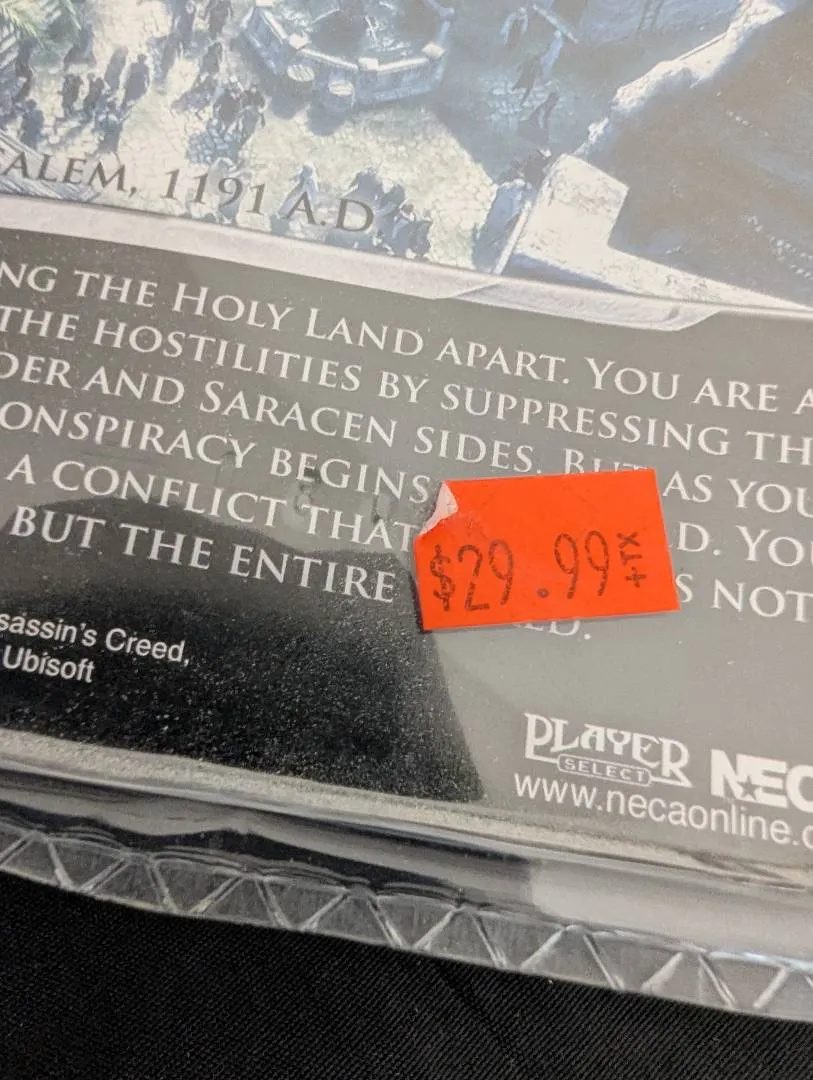 ALEM, 1191 A.D.
NG THE HOLY LAND APART. YOU ARE A
THE HOSTILITIES BY SUPPRESSING TH
DER AND SARACEN SIDES. BUT AS YOU
ONSPIRACY BEGINS
A CONFLICT THAT D. YOU
BUT THE ENTIRE S NOT
$29.99+TX
ED.
sassin's Creed,
Ubisoft
PLAYER SELECT NEC
www.necaonline.c